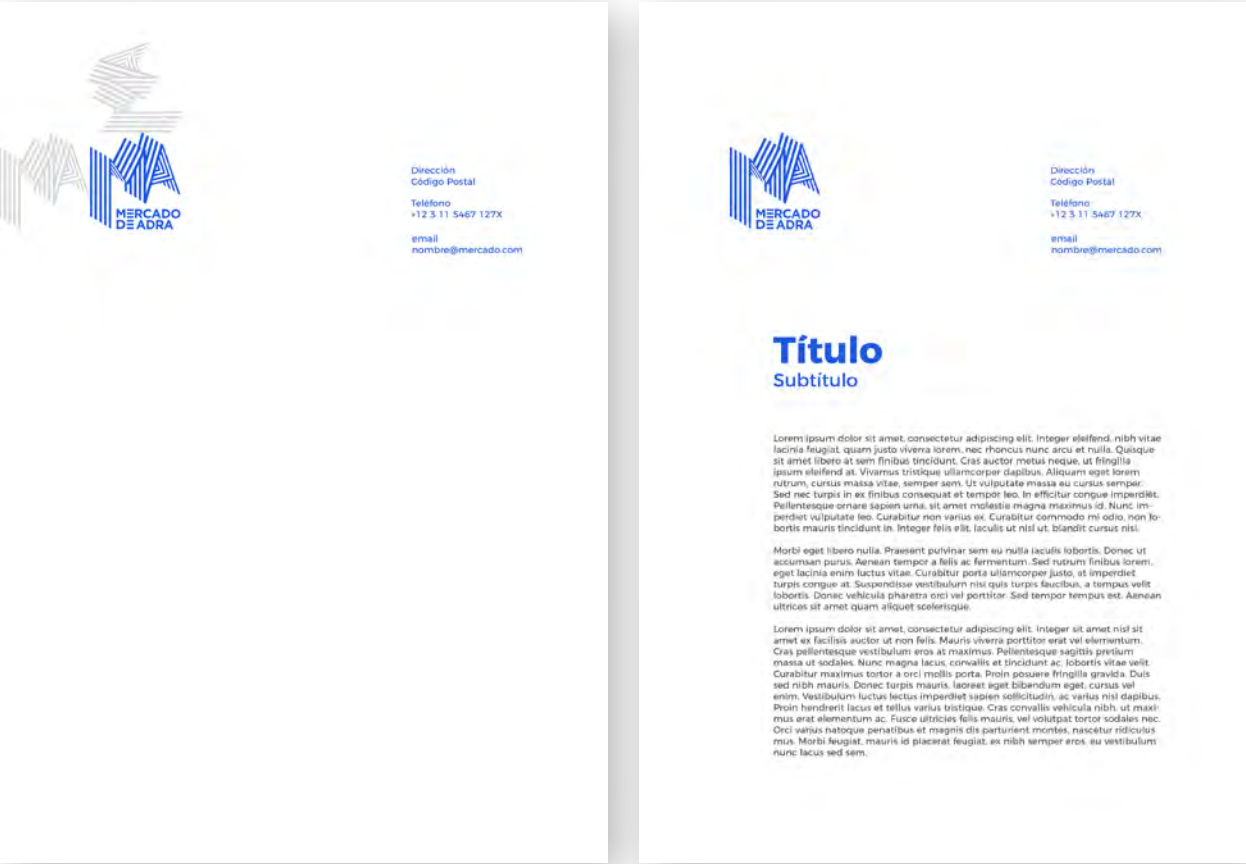 MA
MERCADO
DE ADRA
Dirección
Código Postal
Teléfono
+12 3 11 5467 127X
email
nombre@mercado.com
MA
MERCADO
DE ADRA
Dirección
Código Postal
Teléfono
+12 3 11 5467 127X
email
nombre@mercado.com
Título
Subtítulo
Lorem ipsum dolor sit amet, consectetur adipiscing elit. Integer eleifend, nibh vitae
lacinia feugiat, quam justo viverra lorem, nec rhoncus nunc arcu et nulla. Quisque
sit amet libero at sem finibus tincidunt. Cras auctor metus neque, ut fringilla
ipsum eleifend at. Vivamus tristique ullamcorper dapibus. Aliquam eget lorem
rutrum, cursus massa vitae, semper sem. Ut vulputate massa eu cursus semper.
Sed nec turpis in ex finibus consequat et tempor leo. In efficitur congue imperdiet.
Pellentesque ornare sapien urna, sit amet molestie magna maximus id. Nunc im-
perdiet vulputate leo. Curabitur non varius ex. Curabitur commodo mi odio, non lo-
bortis mauris tincidunt in. Integer felis elit, iaculis ut nisl ut, blandit cursus nisi.
Morbi eget libero nulla. Praesent pulvinar sem eu nulla iaculis lobortis. Donec ut
accumsan purus. Aenean tempor a felis ac fermentum. Sed rutrum finibus lorem,
eget lacinia enim luctus vitae. Curabitur porta ullamcorper justo, at imperdiet
turpis congue at. Suspendisse vestibulum nisi quis turpis faucibus, a tempus velit
lobortis. Donec vehicula pharetra orci vel porttitor. Sed tempor tempus est. Aenean
ultrices sit amet quam aliquet scelerisque.
Lorem ipsum dolor sit amet, consectetur adipiscing elit. Integer sit amet nisl sit
amet ex facilisis auctor ut non felis. Mauris viverra porttitor erat vel elementum.
Cras pellentesque vestibulum eros at maximus. Pellentesque sagittis pretium
massa ut sodales. Nunc magna lacus, convallis et tincidunt ac, lobortis vitae velit.
Curabitur maximus tortor a orci mollis porta. Proin posuere fringilla gravida. Duis
sed nibh mauris. Donec turpis mauris, laoreet eget bibendum eget, cursus vel
enim. Vestibulum luctus lectus imperdiet sapien sollicitudin, ac varius nisl dapibus.
Proin hendrerit lacus et tellus varius tristique. Cras convallis vehicula nibh, ut maxi-
mus erat elementum ac. Fusce ultricies felis mauris, vel volutpat tortor sodales nec.
Orci varius natoque penatibus et magnis dis parturient montes, nascetur ridiculus
mus. Morbi feugiat, mauris id placerat feugiat, ex nibh semper eros, eu vestibulum
nunc lacus sed sem.